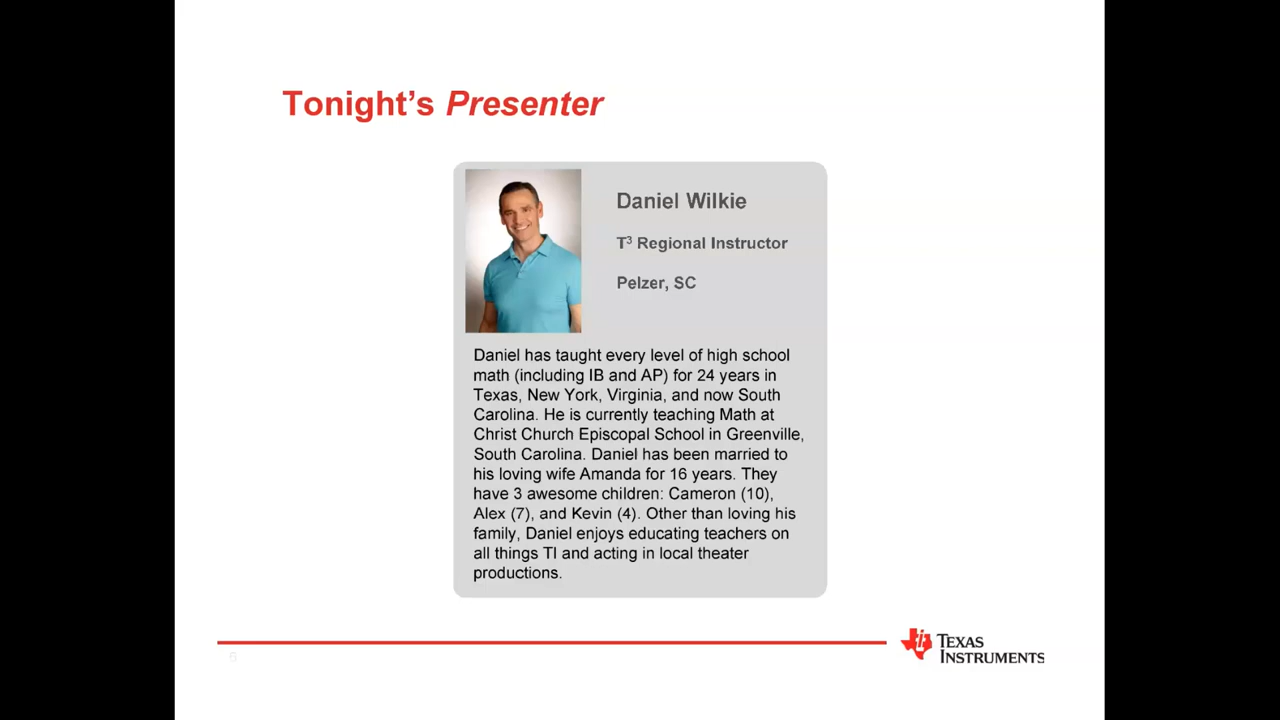 Tonight's Presenter
Daniel Wilkie
T³ Regional Instructor
Pelzer, SC
Daniel has taught every level of high school
math (including IB and AP) for 24 years in
Texas, New York, Virginia, and now South
Carolina. He is currently teaching Math at
Christ Church Episcopal School in Greenville,
South Carolina. Daniel has been married to
his loving wife Amanda for 16 years. They
have 3 awesome children: Cameron (10),
Alex (7), and Kevin (4). Other than loving his
family, Daniel enjoys educating teachers on
all things TI and acting in local theater
productions.
5
TEXAS
INSTRUMENTS